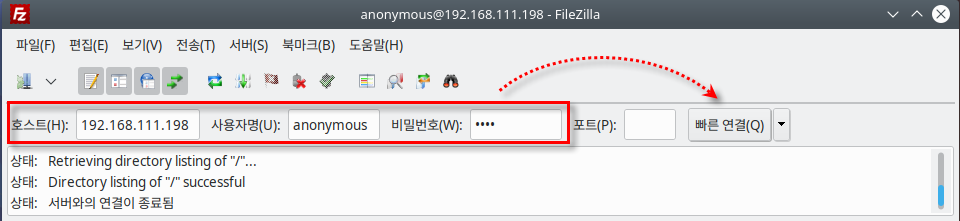 anonymous@192.168.111.198 - FileZilla
파일(F) 편집(E) 보기(V) 전송(T) 서버(S) 북마크(B) 도움말(H)
호스트(H): 192.168.111.198 사용자명(U): anonymous 비밀번호(W): •••• 포트(P): 빠른 연결(Q)
상태: Retrieving directory listing of "/"...
상태: Directory listing of "/" successful
상태: 서버와의 연결이 종료됨